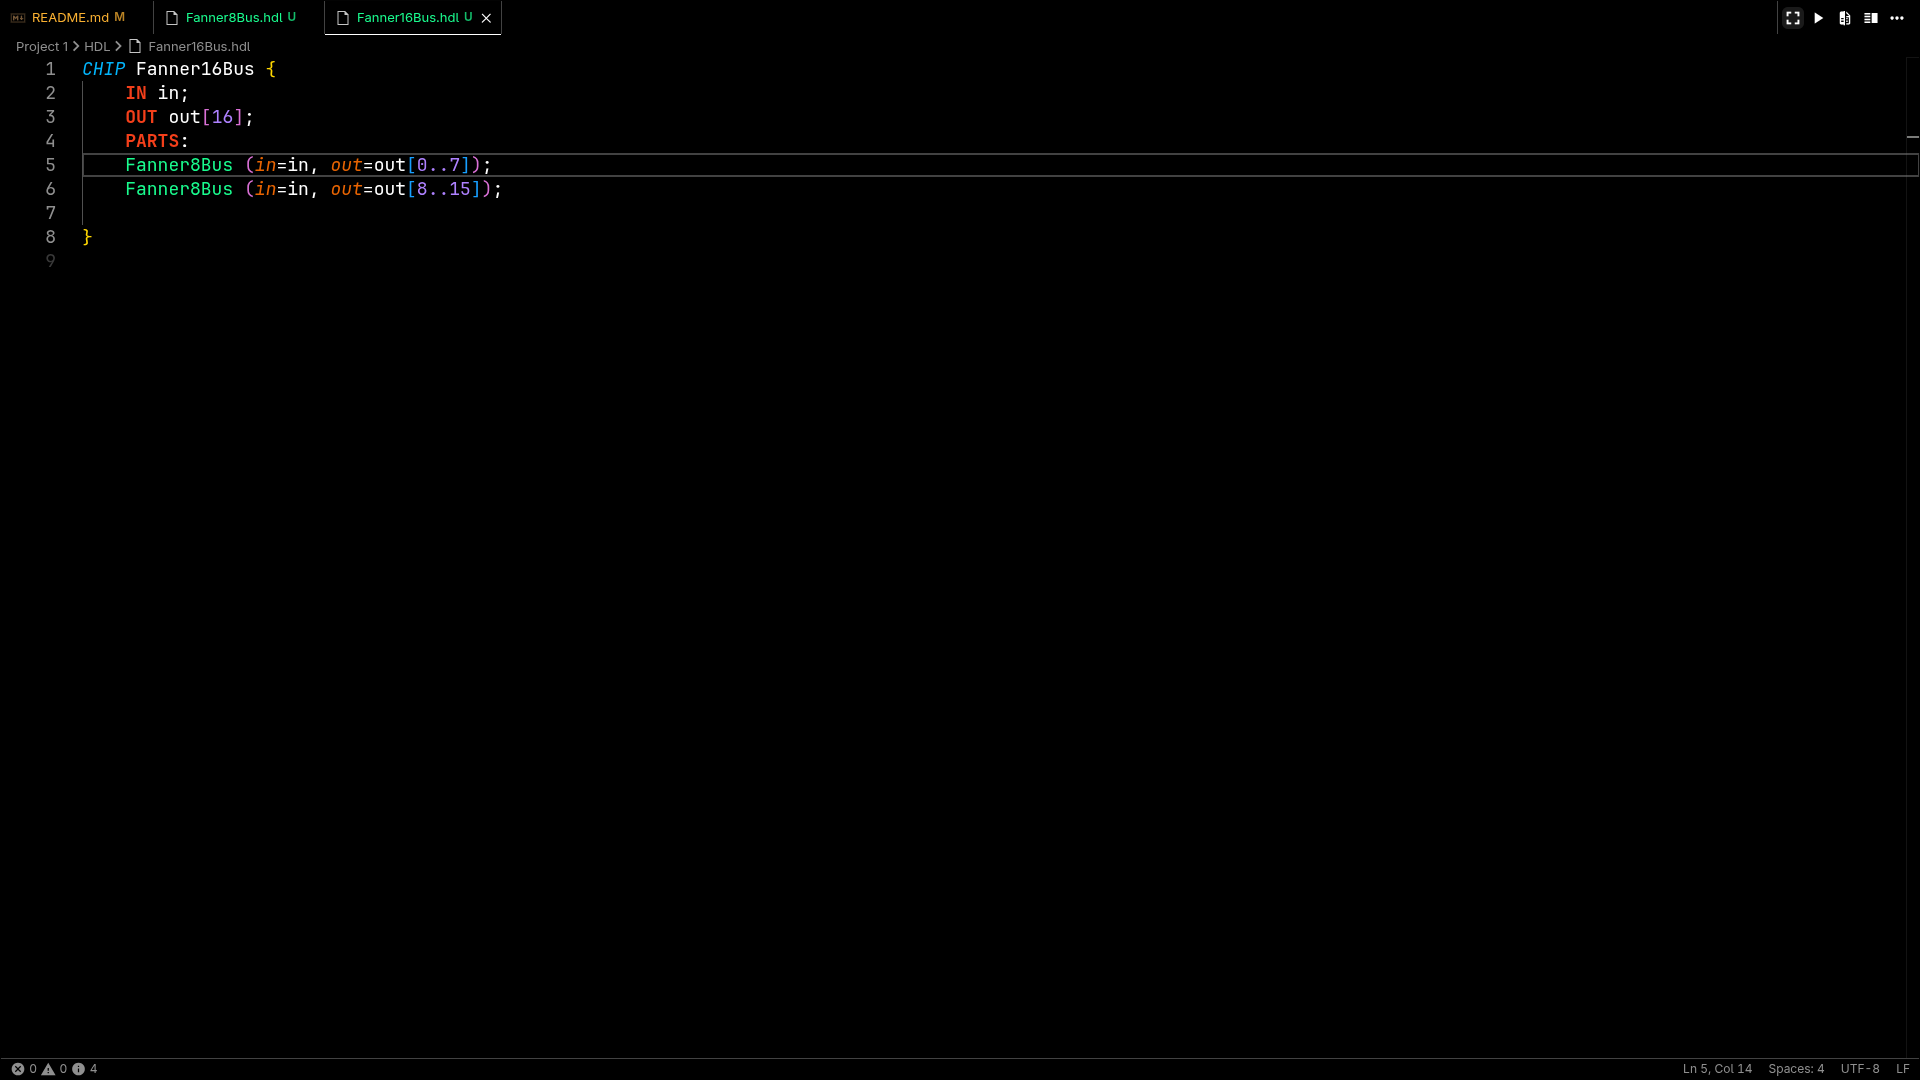 README.md M Fanner8Bus.hdl U Fanner16Bus.hdl U
Project 1 HDL Fanner16Bus.hdl
1 CHIP Fanner16Bus {
2 IN in;
3 OUT out[16];
4 PARTS:
5 Fanner8Bus (in=in, out=out[0..7]);
6 Fanner8Bus (in=in, out=out[8..15]);
7
8 }
9
0 0 4 Ln 5, Col 14 Spaces: 4 UTF-8 LF